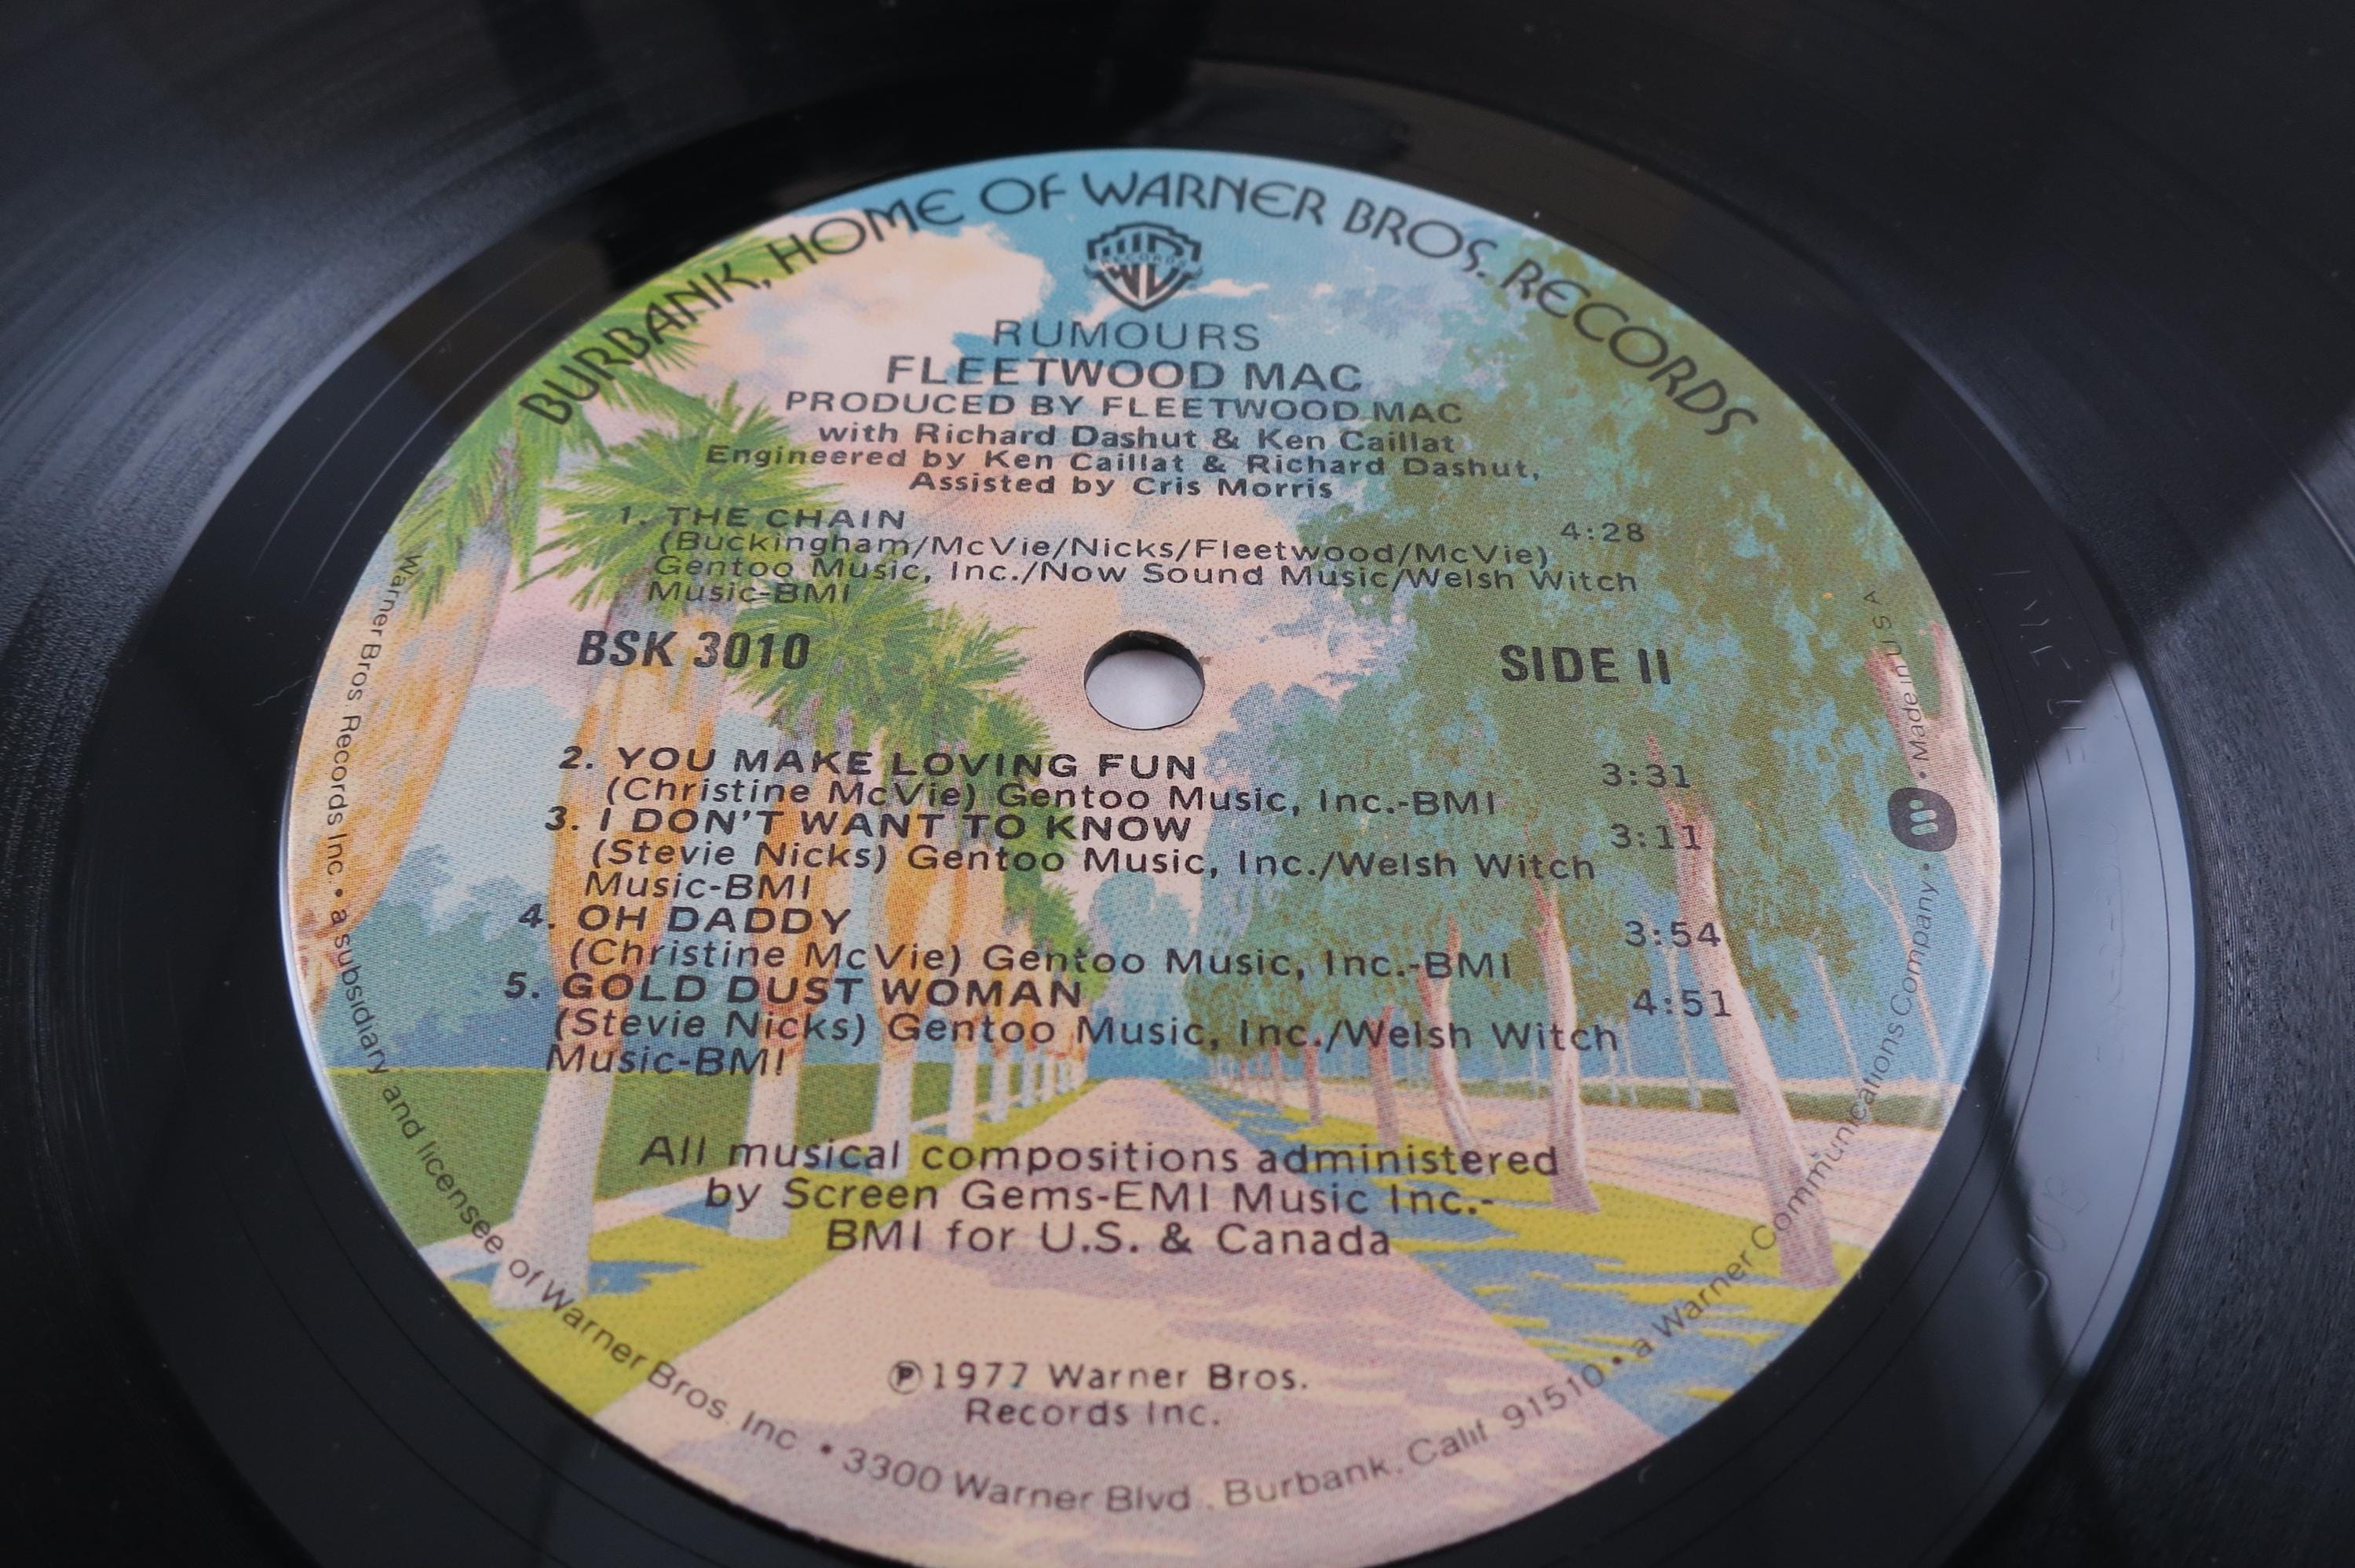 BURBANK, HOME OF WARNER BROS. RECORDS
RECORDS
RUMOURS
FLEETWOOD MAC
PRODUCED BY FLEETWOOD MAC
with Richard Dashut & Ken Caillat
Engineered by Ken Caillat & Richard Dashut,
Assisted by Cris Morris
1. THE CHAIN 4:28
(Buckingham/McVie/Nicks/Fleetwood/McVie)
Gentoo Music, Inc./Now Sound Music/Welsh Witch
Music-BMI
BSK 3010 SIDE II
2. YOU MAKE LOVING FUN 3:31
(Christine McVie) Gentoo Music, Inc.-BMI
3. I DON'T WANT TO KNOW 3:11
(Stevie Nicks) Gentoo Music, Inc./Welsh Witch
Music-BMI
4. OH DADDY 3:54
(Christine McVie) Gentoo Music, Inc.-BMI
5. GOLD DUST WOMAN 4:51
(Stevie Nicks) Gentoo Music, Inc./Welsh Witch
Music-BMI
All musical compositions administered
by Screen Gems-EMI Music Inc.-
BMI for U.S. & Canada
℗1977 Warner Bros.
Records Inc.
Warner Bros. Records Inc. • a subsidiary and licensee of Warner Bros. Inc. • 3300 Warner Blvd., Burbank, Calif. 91510 • a Warner Communications Company • Made in U S A